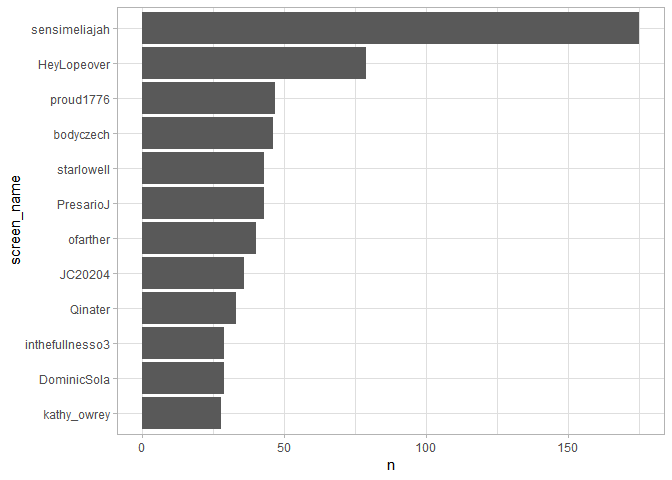 sensimeliajah
HeyLopeover
proud1776
bodyczech
starlowell
PresarioJ
ofarther
JC20204
Qinater
inthefullnesso3
DominicSola
kathy_owrey
screen_name
0 50 100 150
n